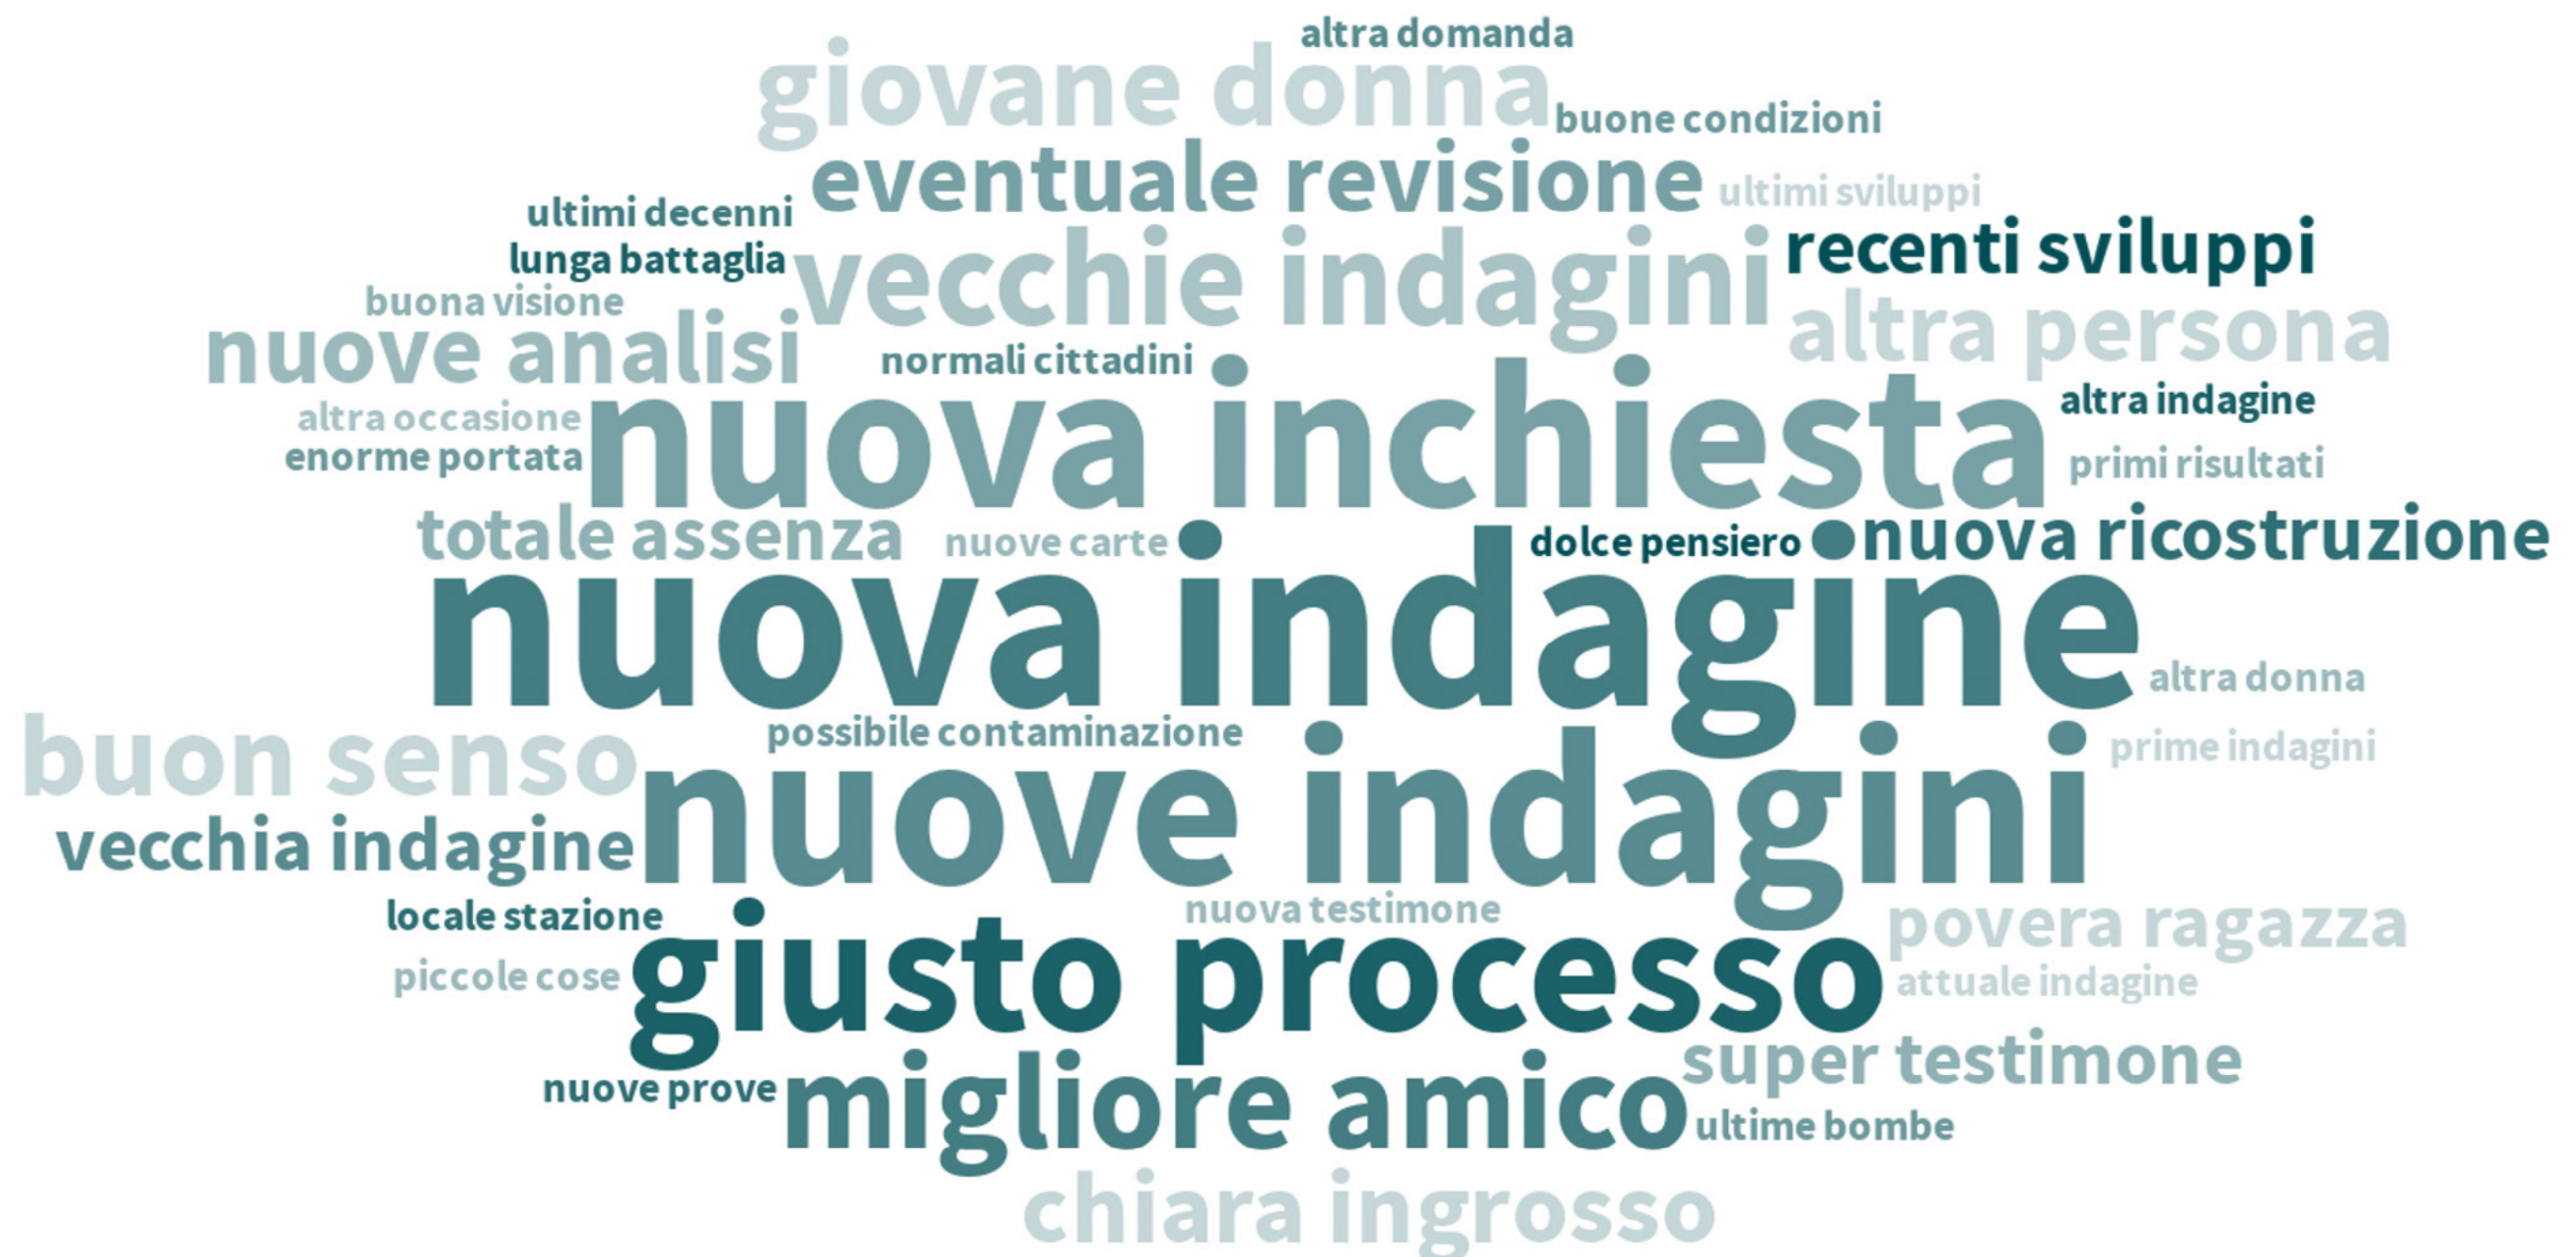 altra domanda
giovane donna
buone condizioni
eventuale revisione
ultimi sviluppi
ultimi decenni
lunga battaglia
vecchie indagini
recenti sviluppi
buona visione
nuove analisi
altra persona
normali cittadini
altra occasione
nuova inchiesta
altra indagine
enorme portata
primi risultati
totale assenza
nuove carte
dolce pensiero
nuova ricostruzione
nuova indagine
altra donna
buon senso
possibile contaminazione
prime indagini
vecchia indagine
nuove indagini
locale stazione
nuova testimone
povera ragazza
piccole cose
giusto processo
attuale indagine
super testimone
nuove prove
migliore amico
ultime bombe
chiara ingrosso